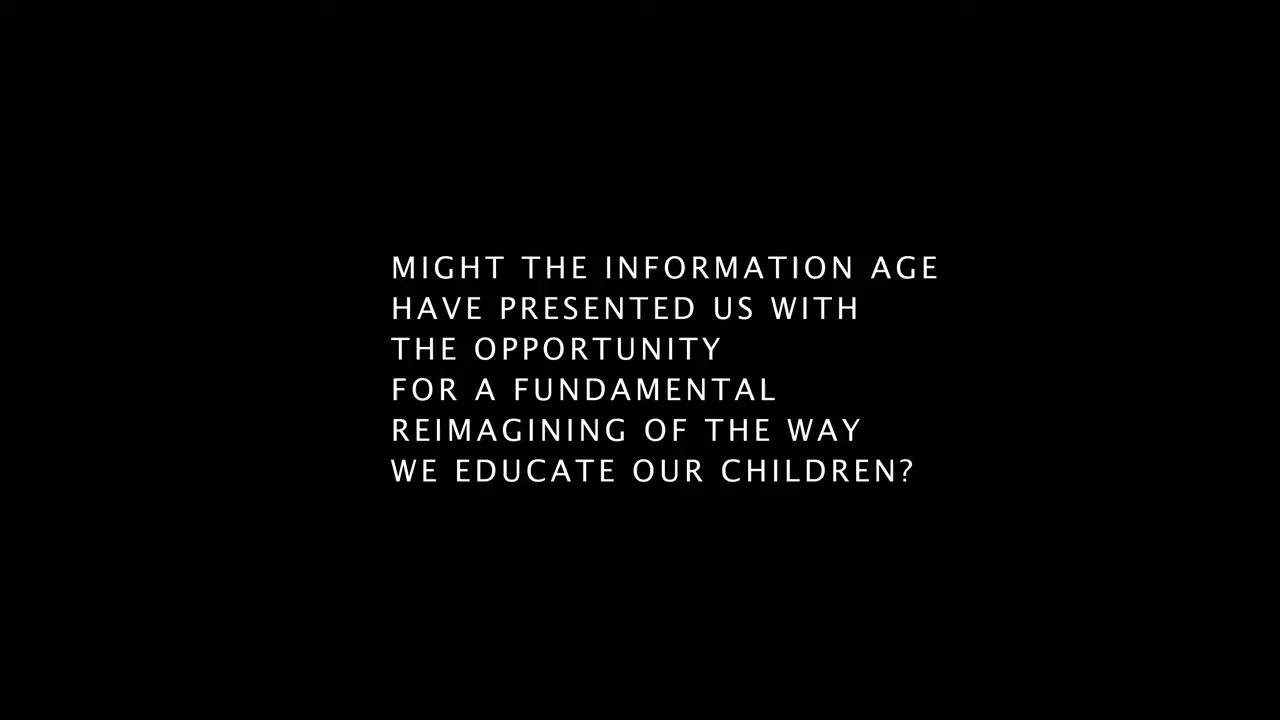 MIGHT THE INFORMATION AGE
HAVE PRESENTED US WITH
THE OPPORTUNITY
FOR A FUNDAMENTAL
REIMAGINING OF THE WAY
WE EDUCATE OUR CHILDREN?